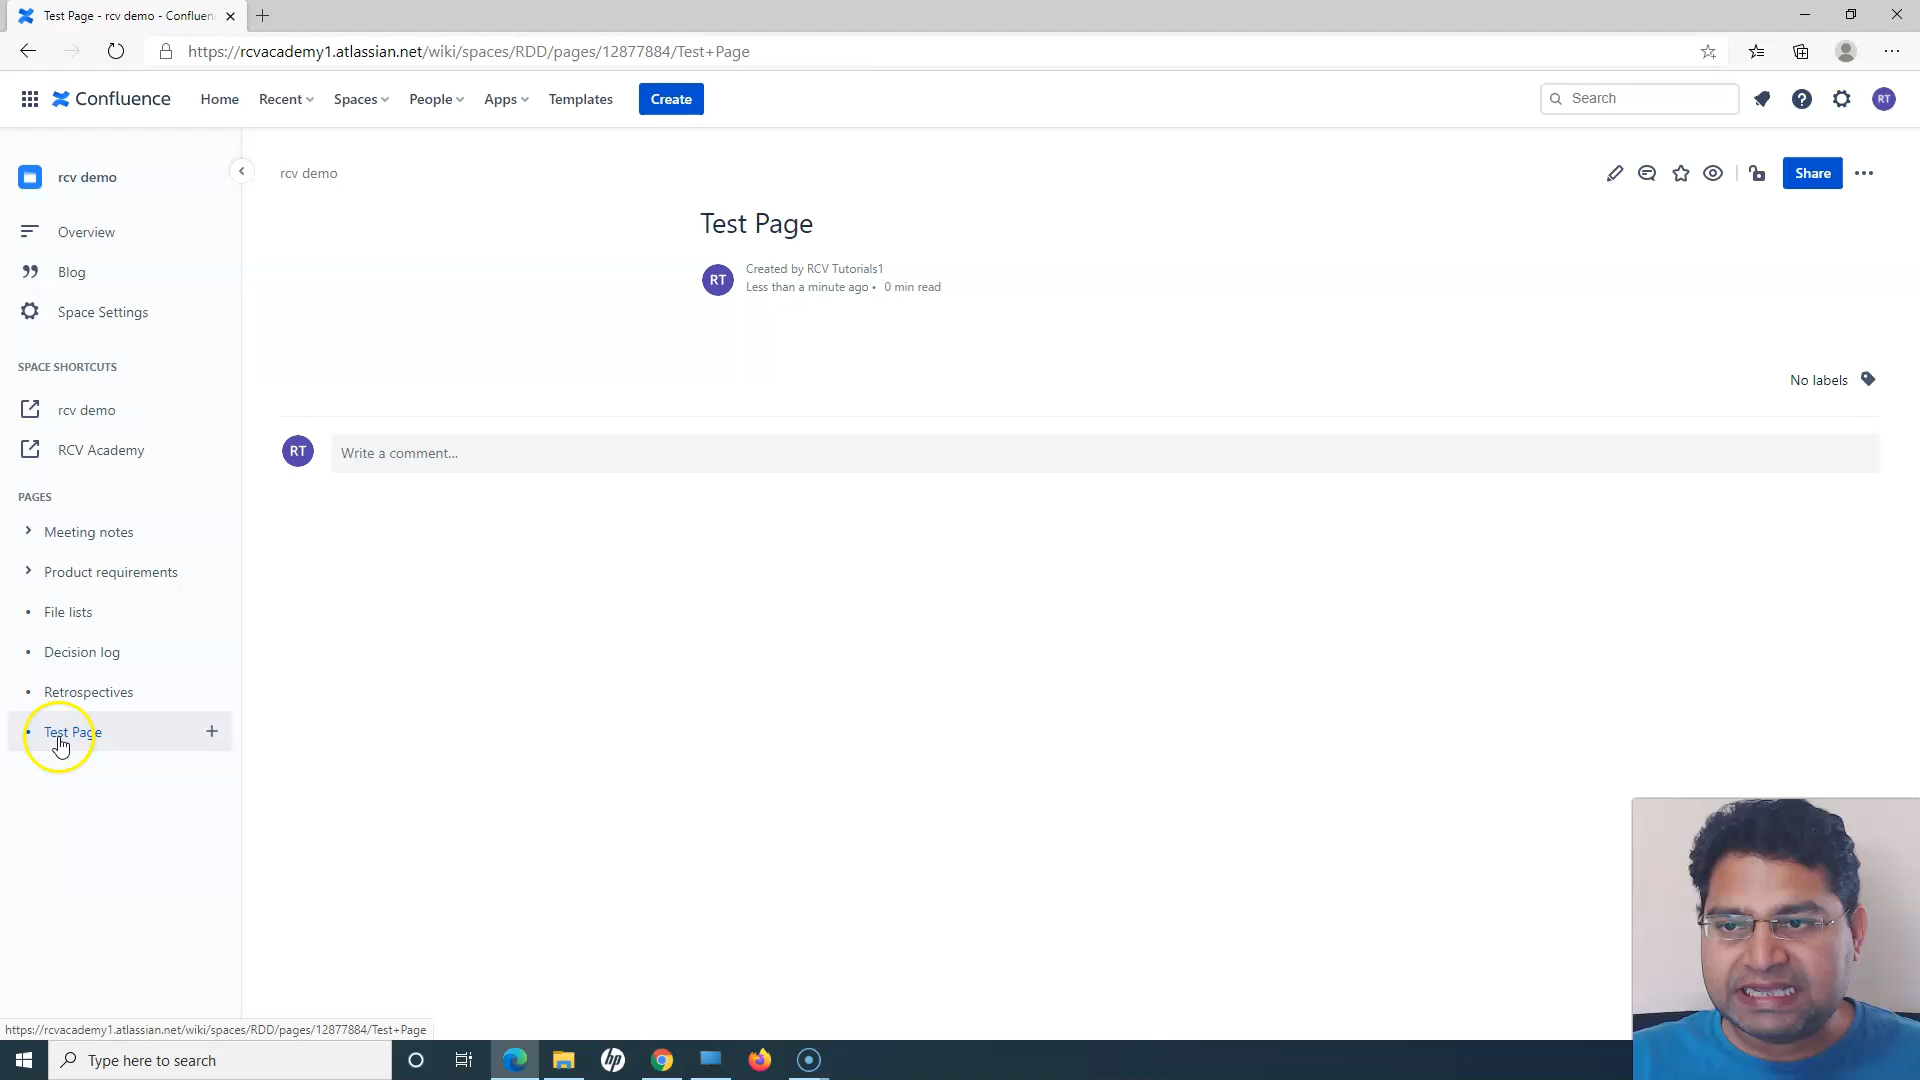 Test Page - rcv demo - Confluen
https://rcvacademy1.atlassian.net/wiki/spaces/RDD/pages/12877884/Test+Page
Confluence
Home
Recent
Spaces
People
Apps
Templates
Create
Search
RT
rcv demo
Overview
Blog
Space Settings
SPACE SHORTCUTS
rcv demo
RCV Academy
PAGES
Meeting notes
Product requirements
File lists
Decision log
Retrospectives
Test Page
rcv demo
Share
Test Page
RT
Created by RCV Tutorials1
Less than a minute ago • 0 min read
No labels
RT
Write a comment...
https://rcvacademy1.atlassian.net/wiki/spaces/RDD/pages/12877884/Test+Page
Type here to search
hp